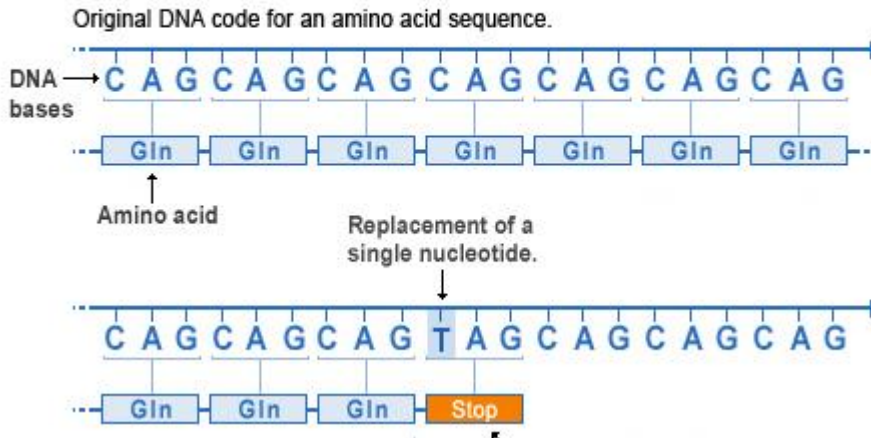 Original DNA code for an amino acid sequence.
DNA bases
C A G C A G C A G C A G C A G C A G C A G
Gln Gln Gln Gln Gln Gln Gln
Amino acid
Replacement of a
single nucleotide.
C A G C A G C A G T A G C A G C A G C A G
Gln Gln Gln Stop